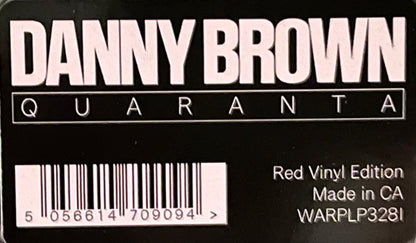 DANNY BROWN
QUARANTA
Red Vinyl Edition
Made in CA
WARPLP328I
5 056614 709094 >